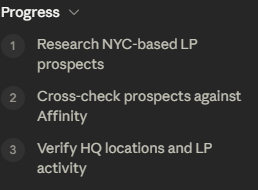 Progress
1 Research NYC-based LP
prospects
2 Cross-check prospects against
Affinity
3 Verify HQ locations and LP
activity